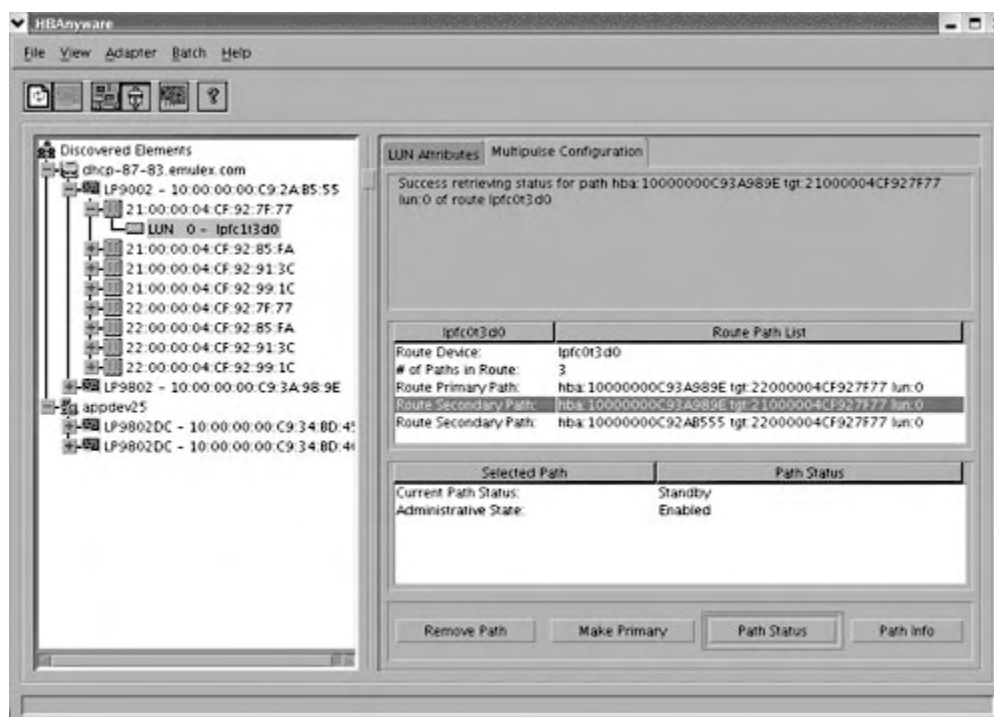 HBAnyware
File View Adapter Batch Help
?
Discovered Elements
dhcp-87-83.emulex.com
LP9002 - 10:00:00:00:C9:2A:B5:55
21:00:00:04:CF:92:7F:77
LUN 0 - lpfc1t3d0
21:00:00:04:CF:92:85:FA
21:00:00:04:CF:92:91:3C
21:00:00:04:CF:92:99:1C
22:00:00:04:CF:92:7F:77
22:00:00:04:CF:92:85:FA
22:00:00:04:CF:92:91:3C
22:00:00:04:CF:92:99:1C
LP9802 - 10:00:00:00:C9:3A:98:9E
appdev25
LP9802DC - 10:00:00:00:C9:34:BD:4
LP9802DC - 10:00:00:00:C9:34:BD:4
LUN Attributes Multipulse Configuration
Success retrieving status for path hba:10000000C93A989E tgt:21000004CF927F77
lun:0 of route lpfc0t3d0
lpfc0t3d0 Route Path List
Route Device: lpfc0t3d0
# of Paths in Route: 3
Route Primary Path: hba:10000000C93A989E tgt:22000004CF927F77 lun:0
Route Secondary Path: hba:10000000C93A989E tgt:21000004CF927F77 lun:0
Route Secondary Path: hba:10000000C92AB555 tgt:22000004CF927F77 lun:0
Selected Path Path Status
Current Path Status: Standby
Administrative State: Enabled
Remove Path Make Primary Path Status Path Info